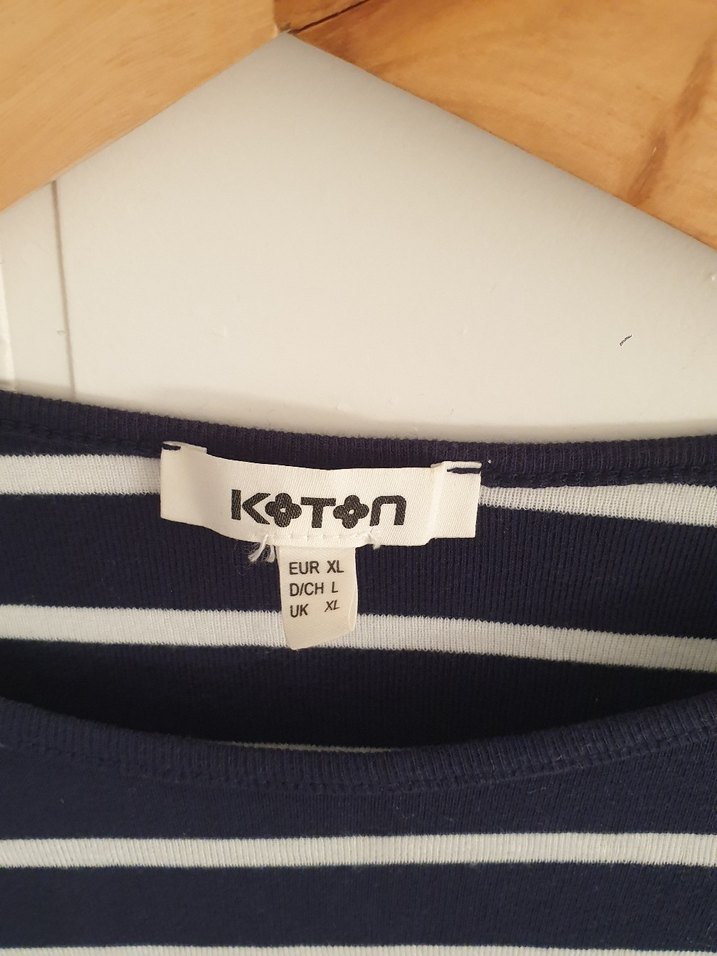 KOTON
EUR XL
D/CH L
UK XL